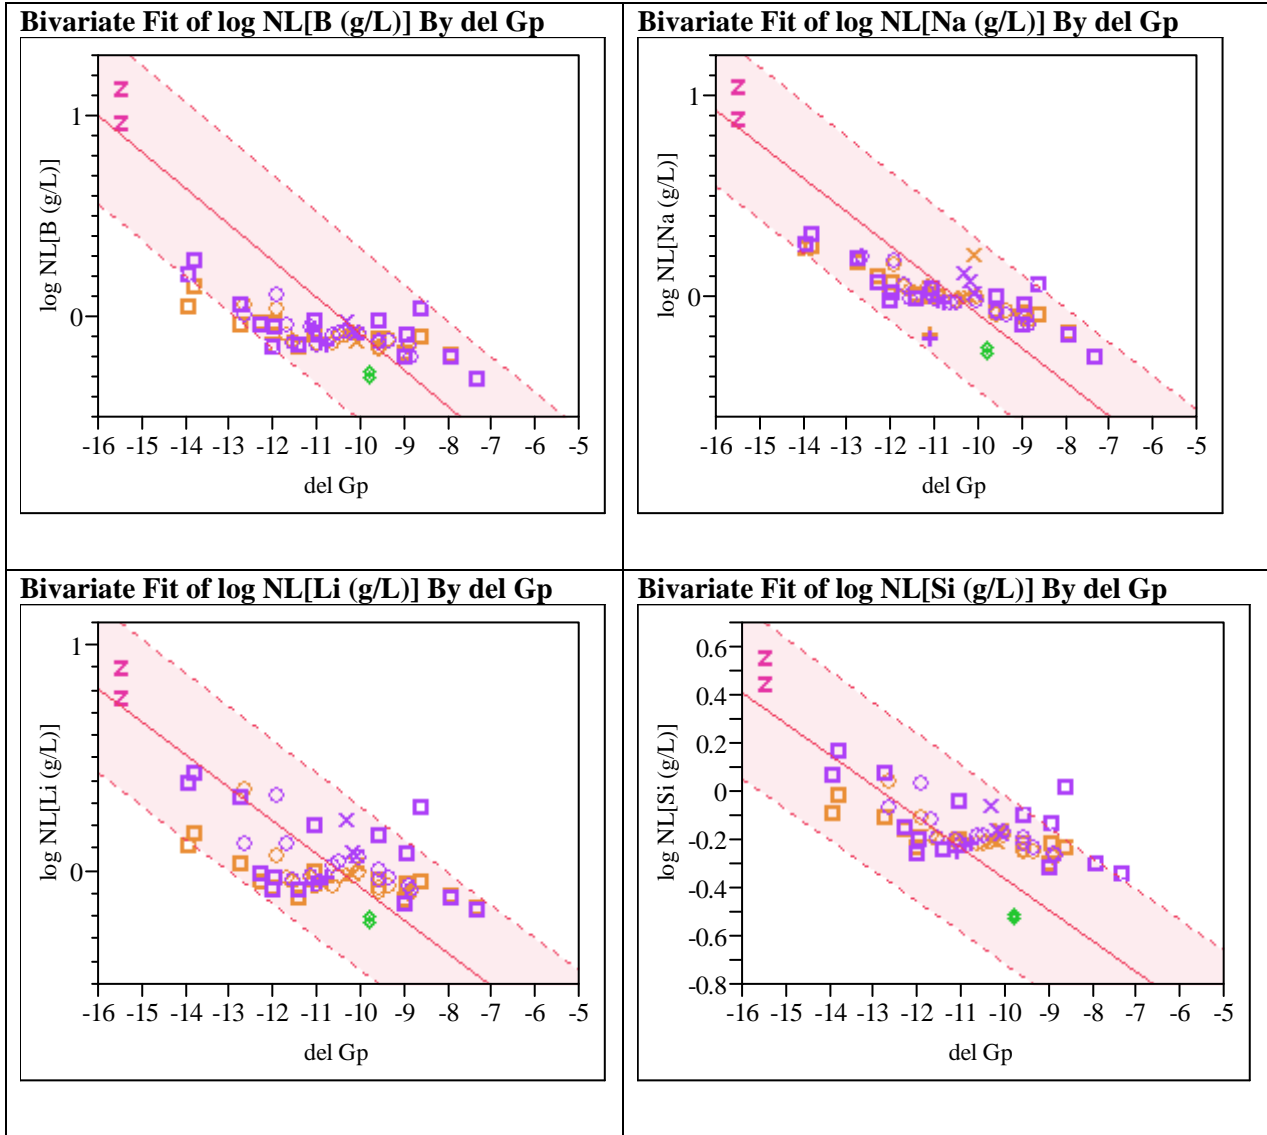 Bivariate Fit of log NL[B (g/L)] By del Gp
1
0
log NL[B (g/L)]
-16 -15 -14 -13 -12 -11 -10 -9 -8 -7 -6 -5
del Gp
Bivariate Fit of log NL[Na (g/L)] By del Gp
1
0
log NL[Na (g/L)]
-16 -15 -14 -13 -12 -11 -10 -9 -8 -7 -6 -5
del Gp
Bivariate Fit of log NL[Li (g/L)] By del Gp
1
0
log NL[Li (g/L)]
-16 -15 -14 -13 -12 -11 -10 -9 -8 -7 -6 -5
del Gp
Bivariate Fit of log NL[Si (g/L)] By del Gp
0.6
0.4
0.2
0
-0.2
-0.4
-0.6
-0.8
log NL[Si (g/L)]
-16 -15 -14 -13 -12 -11 -10 -9 -8 -7 -6 -5
del Gp